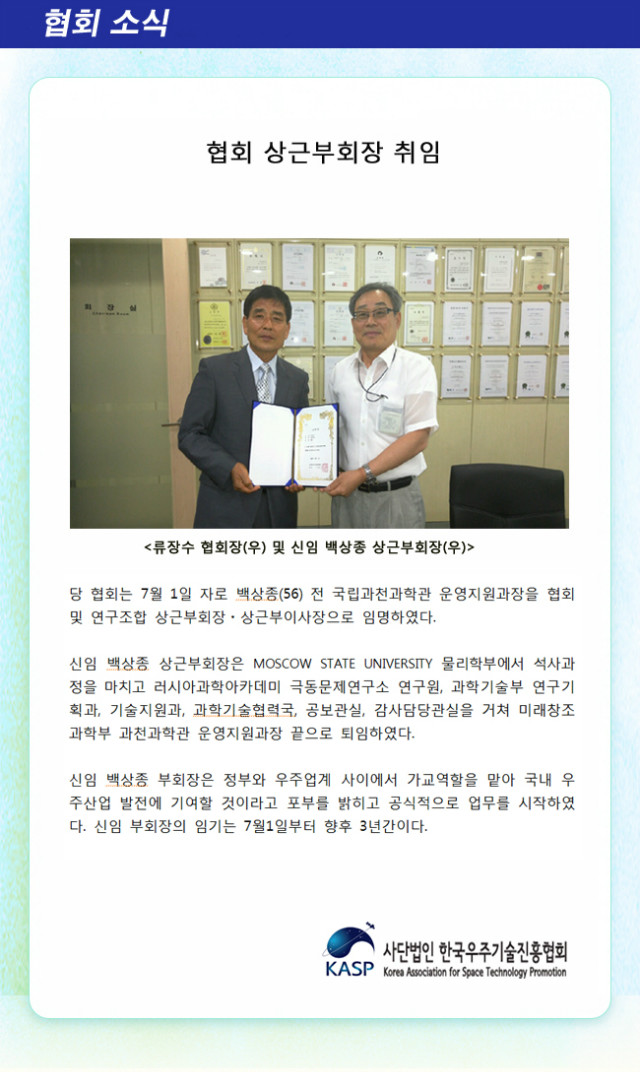 협회 소식
협회 상근부회장 취임
회 장 실
<류장수 협회장(우) 및 신임 백상종 상근부회장(우)>
당 협회는 7월 1일 자로 백상종(56) 전 국립과천과학관 운영지원과장을 협회
및 연구조합 상근부회장·상근부이사장으로 임명하였다.
신임 백상종 상근부회장은 MOSCOW STATE UNIVERSITY 물리학부에서 석사과
정을 마치고 러시아과학아카데미 극동문제연구소 연구원, 과학기술부 연구기
획과, 기술지원과, 과학기술협력국, 공보관실, 감사담당관실을 거쳐 미래창조
과학부 과천과학관 운영지원과장 끝으로 퇴임하였다.
신임 백상종 부회장은 정부와 우주업계 사이에서 가교역할을 맡아 국내 우
주산업 발전에 기여할 것이라고 포부를 밝히고 공식적으로 업무를 시작하였
다. 신임 부회장의 임기는 7월1일부터 향후 3년간이다.
KASP
사단법인 한국우주기술진흥협회
Korea Association for Space Technology Promotion